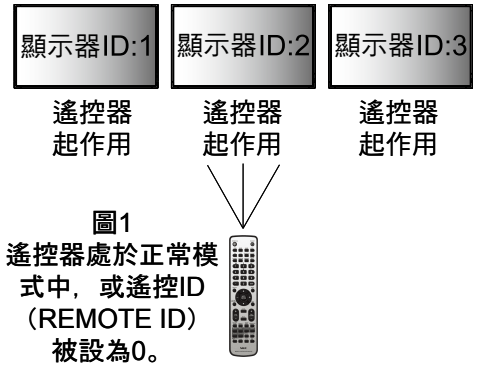 顯示器ID:1
顯示器ID:2
顯示器ID:3
遙控器
起作用
遙控器
起作用
遙控器
起作用
圖1
遙控器處於正常模
式中，或遙控ID
（REMOTE ID）
被設為0。